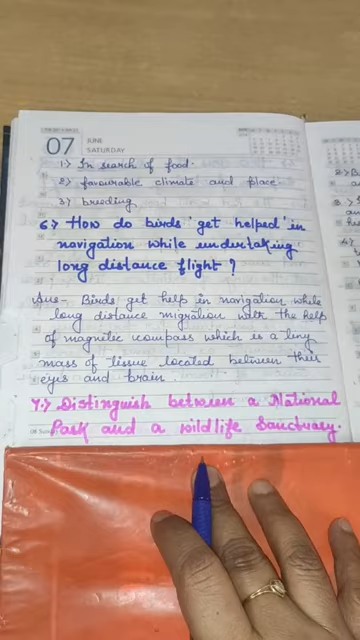 07
JUNE
SATURDAY
1.> In search of food.
2.> favourable climate and place
3.> breeding
6.> How do birds get helped in
navigation while undertaking
long distance flight?
Ans - Birds get help in navigation while
long distance migration with the help
of magnetic compass which is a tiny
mass of tissue located between their
eyes and brain.
7.> Distinguish between a National
Park and a wildlife Sanctuary.